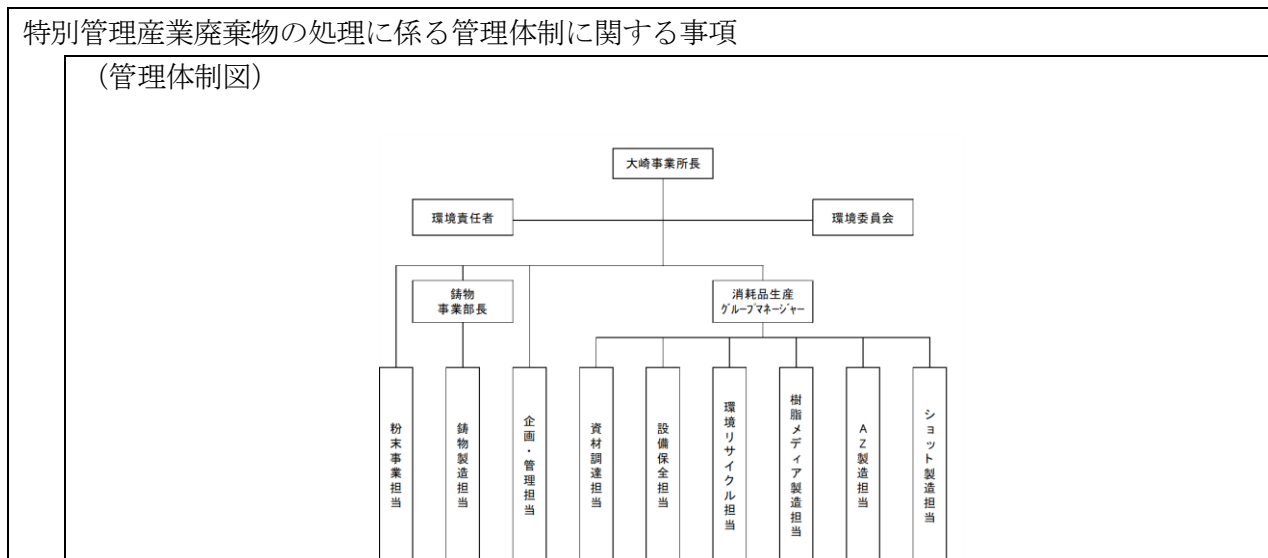 特別管理産業廃棄物の処理に係る管理体制に関する事項
（管理体制図）
大崎事業所長
環境責任者
環境委員会
鋳物
事業部長
消耗品生産
グループマネージャー
粉末事業担当
鋳物製造担当
企画・管理担当
資材調達担当
設備保全担当
環境リサイクル担当
樹脂メディア製造担当
AZ製造担当
ショット製造担当